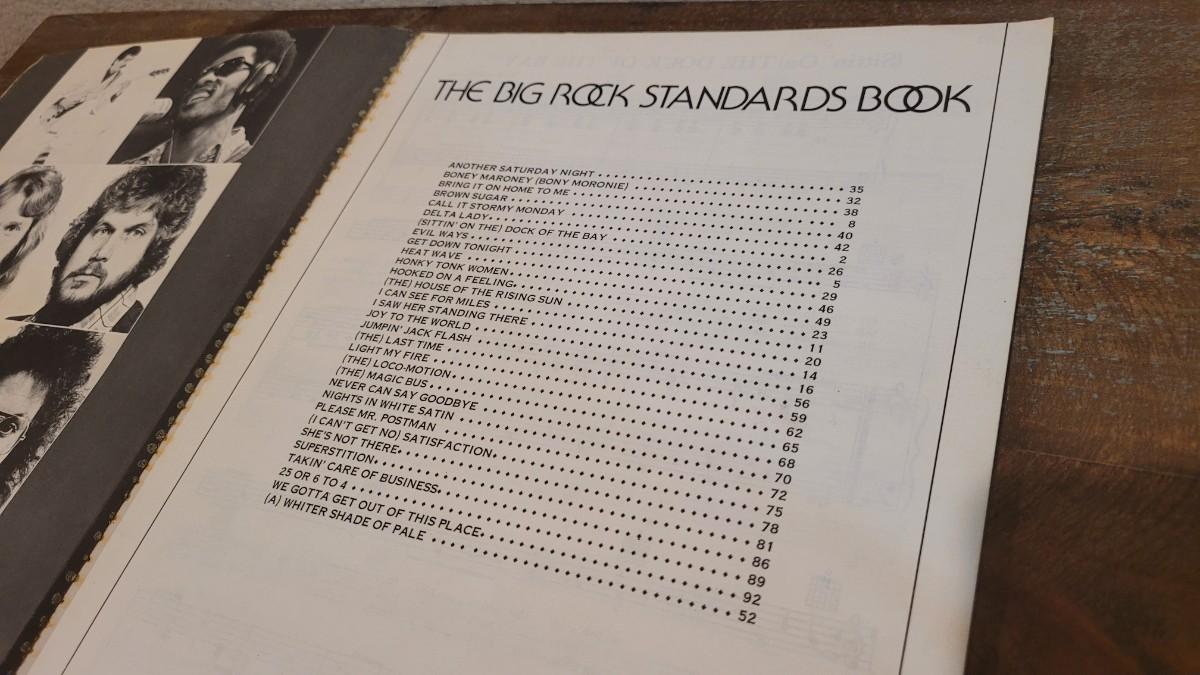 THE BIG ROCK STANDARDS BOOK
ANOTHER SATURDAY NIGHT 35
BONEY MARONEY (BONY MORONIE) 32
BRING IT ON HOME TO ME 38
BROWN SUGAR 8
CALL IT STORMY MONDAY 40
DELTA LADY 42
(SITTIN' ON THE) DOCK OF THE BAY 2
EVIL WAYS 26
GET DOWN TONIGHT 5
HEAT WAVE 29
HONKY TONK WOMEN 46
HOOKED ON A FEELING 49
(THE) HOUSE OF THE RISING SUN 23
I CAN SEE FOR MILES 11
I SAW HER STANDING THERE 20
JOY TO THE WORLD 14
JUMPIN' JACK FLASH 16
(THE) LAST TIME 56
LIGHT MY FIRE 59
(THE) LOCO-MOTION 62
(THE) MAGIC BUS 65
NEVER CAN SAY GOODBYE 68
NIGHTS IN WHITE SATIN 70
PLEASE MR. POSTMAN 72
(I CAN'T GET NO) SATISFACTION 75
SHE'S NOT THERE 78
SUPERSTITION 81
TAKIN' CARE OF BUSINESS 86
25 OR 6 TO 4 89
WE GOTTA GET OUT OF THIS PLACE 92
(A) WHITER SHADE OF PALE 52